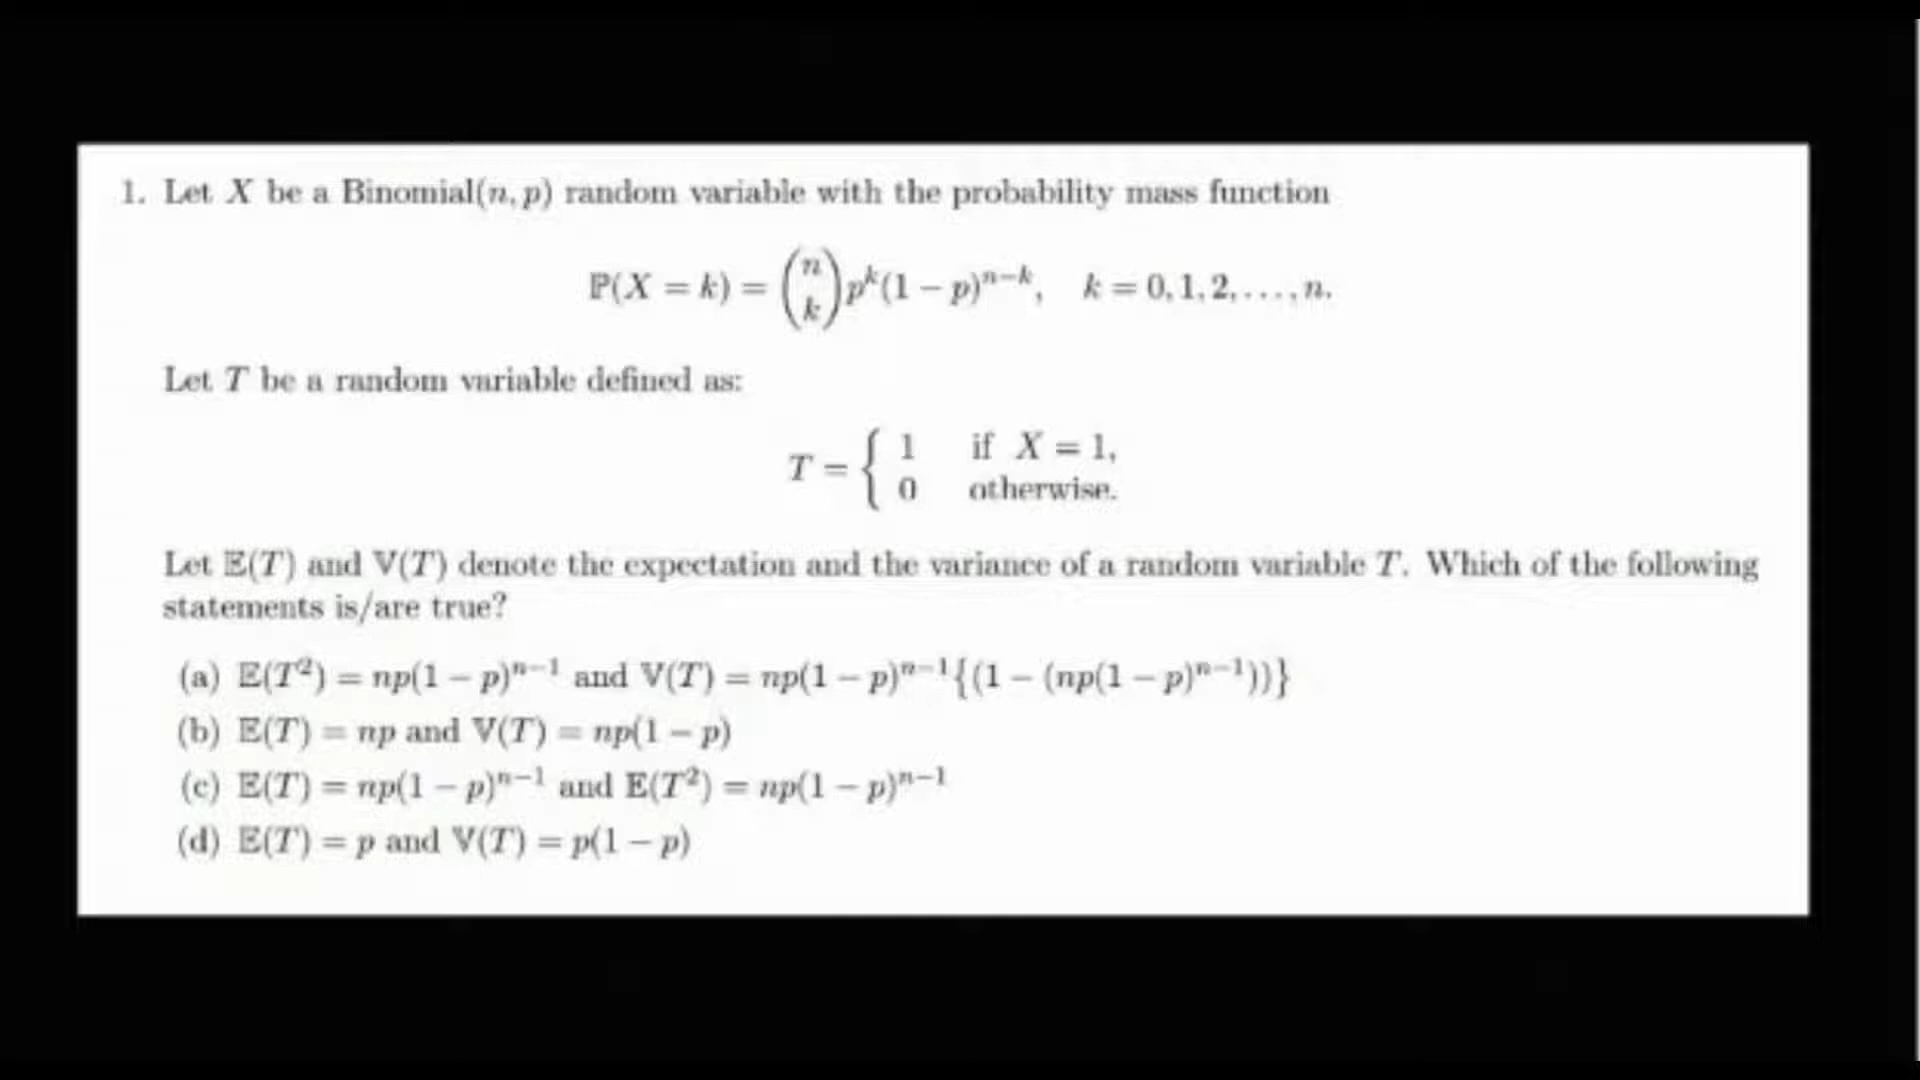 1. Let X be a Binomial(n, p) random variable with the probability mass function
ℙ(X = k) = (n k) pᵏ(1 − p)ⁿ⁻ᵏ, k = 0, 1, 2, . . . , n.
Let T be a random variable defined as:
T = { 1 if X = 1,
0 otherwise.
Let 𝔼(T) and 𝕍(T) denote the expectation and the variance of a random variable T. Which of the following
statements is/are true?
(a) 𝔼(T²) = np(1 − p)ⁿ⁻¹ and 𝕍(T) = np(1 − p)ⁿ⁻¹{(1 − (np(1 − p)ⁿ⁻¹))}
(b) 𝔼(T) = np and 𝕍(T) = np(1 − p)
(c) 𝔼(T) = np(1 − p)ⁿ⁻¹ and 𝔼(T²) = np(1 − p)ⁿ⁻¹
(d) 𝔼(T) = p and 𝕍(T) = p(1 − p)